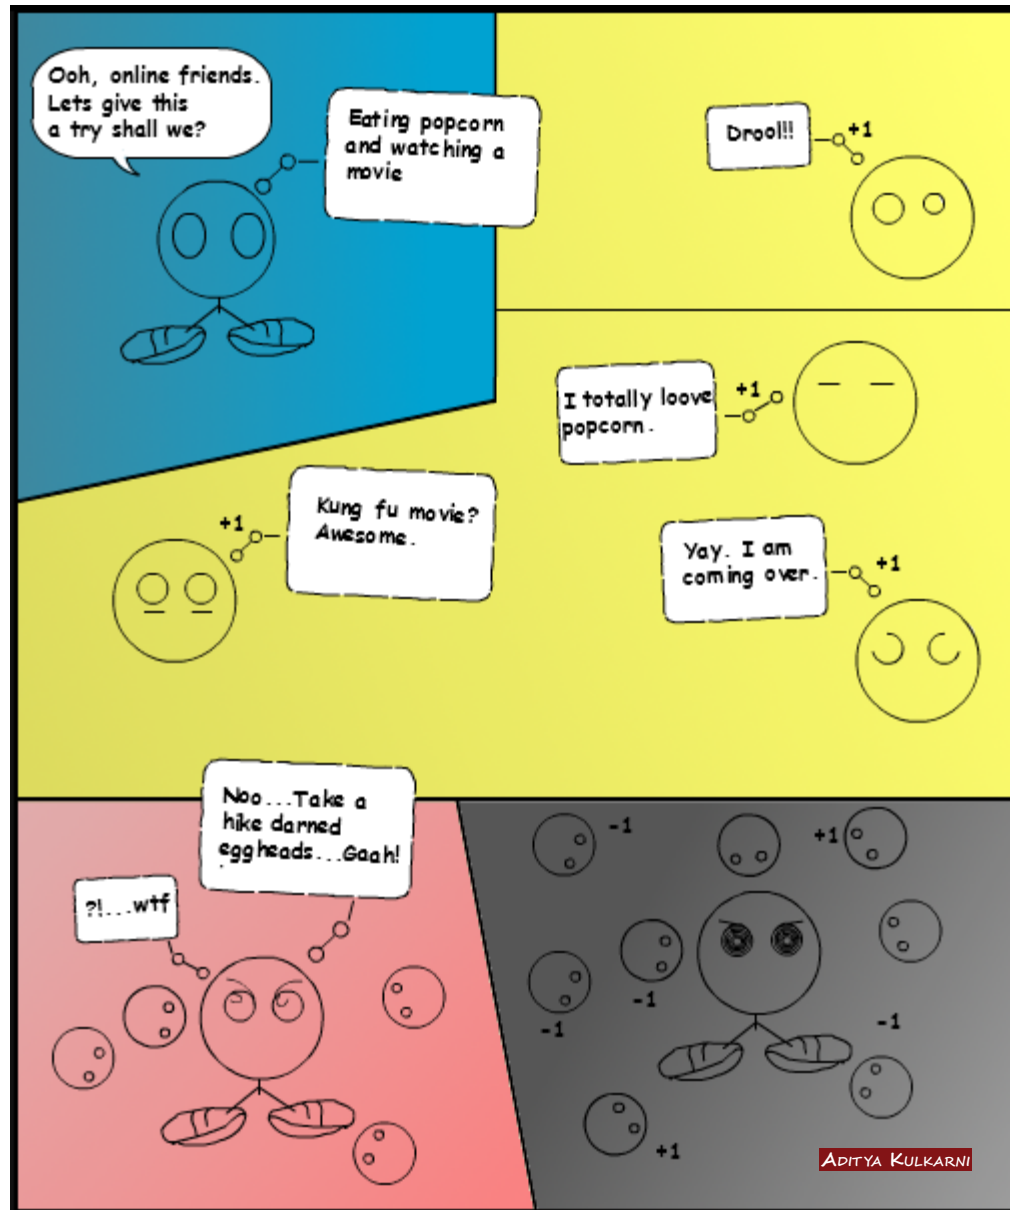 Ooh, online friends.
Lets give this
a try shall we?
Eating popcorn
and watching a
movie
Drool!!
+1
I totally loove
popcorn.
+1
Kung fu movie?
Awesome.
+1
Yay. I am
coming over.
+1
Noo...Take a
hike darned
eggheads...Gaah!
?!...wtf
-1
+1
-1
-1
-1
+1
ADITYA KULKARNI